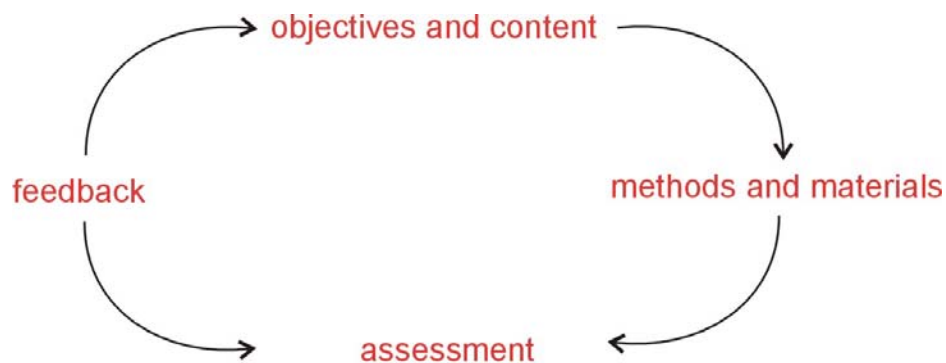 objectives and content
feedback
methods and materials
assessment